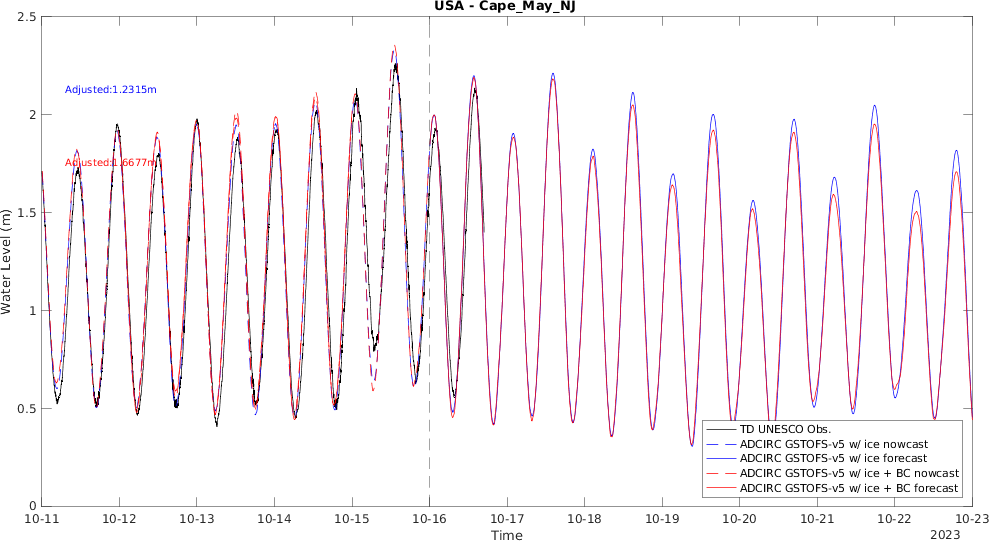 USA - Cape_May_NJ
2.5
Adjusted:1.2315m
2
Adjusted:1.6677m
1.5
Water Level (m)
1
0.5
TD UNESCO Obs.
ADCIRC GSTOFS-v5 w/ ice nowcast
ADCIRC GSTOFS-v5 w/ ice forecast
ADCIRC GSTOFS-v5 w/ ice + BC nowcast
ADCIRC GSTOFS-v5 w/ ice + BC forecast
0
10-11 10-12 10-13 10-14 10-15 10-16 10-17 10-18 10-19 10-20 10-21 10-22 10-23
Time
2023